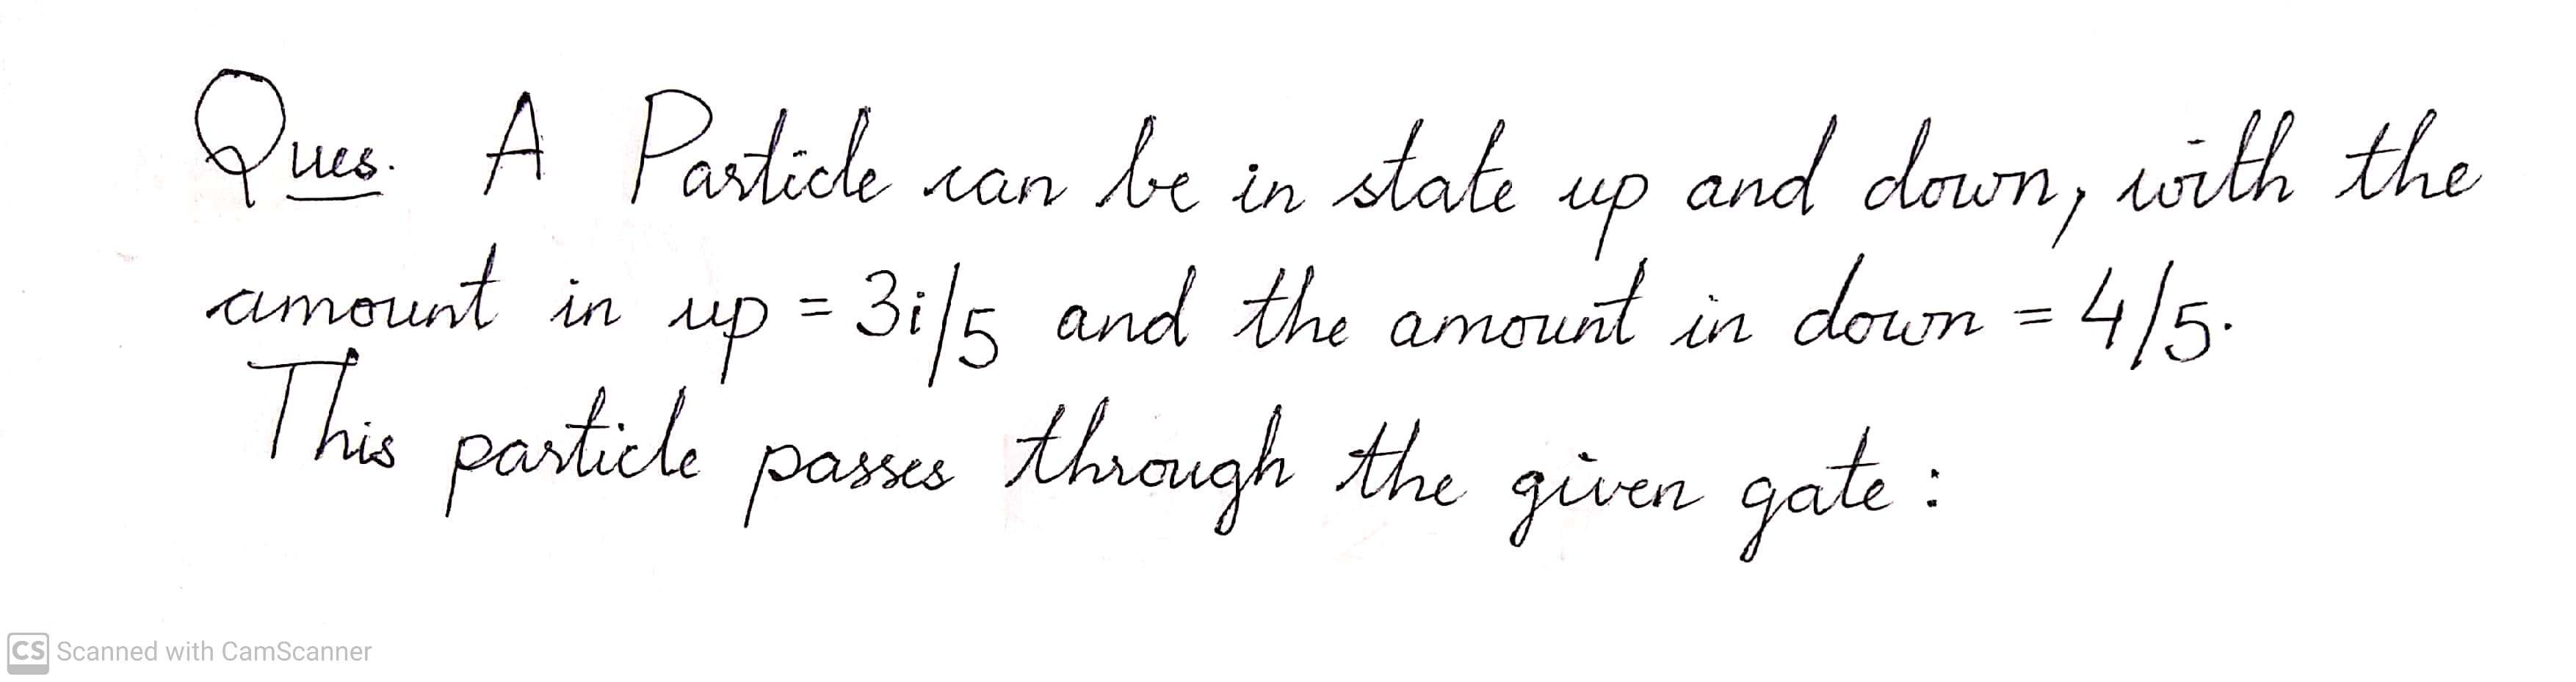 Ques. A Particle can be in state up and down, with the
amount in up = 3i/5 and the amount in down = 4/5.
This particle passes through the given gate :
CS Scanned with CamScanner